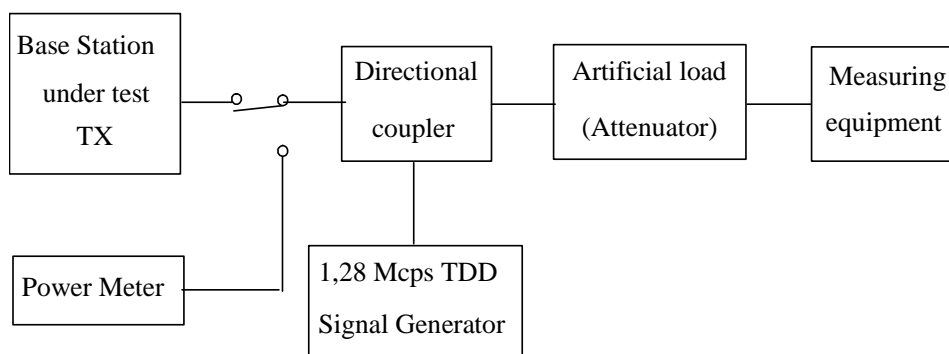 Base Station
under test
TX
Directional
coupler
Artificial load
(Attenuator)
Measuring
equipment
Power Meter
1,28 Mcps TDD
Signal Generator